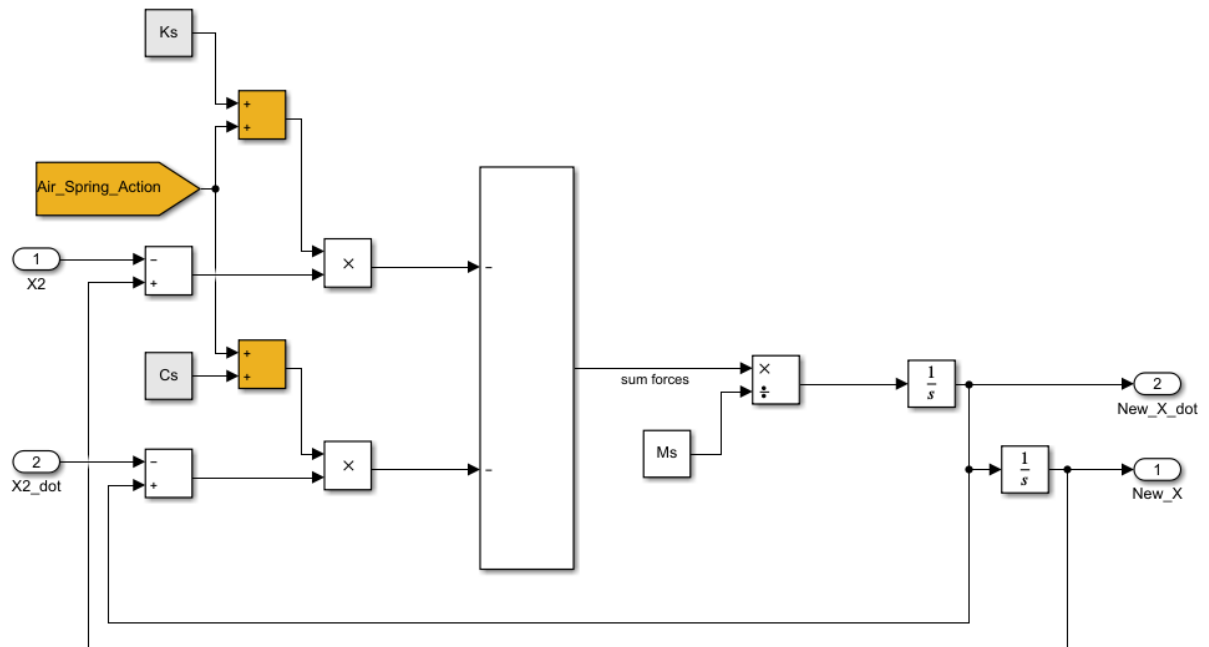 Ks
+
+
Air_Spring_Action
1
X2
-
+
×
-
Cs
+
+
sum forces
×
÷
1
s
2
New_X_dot
Ms
2
X2_dot
-
+
×
-
1
s
1
New_X